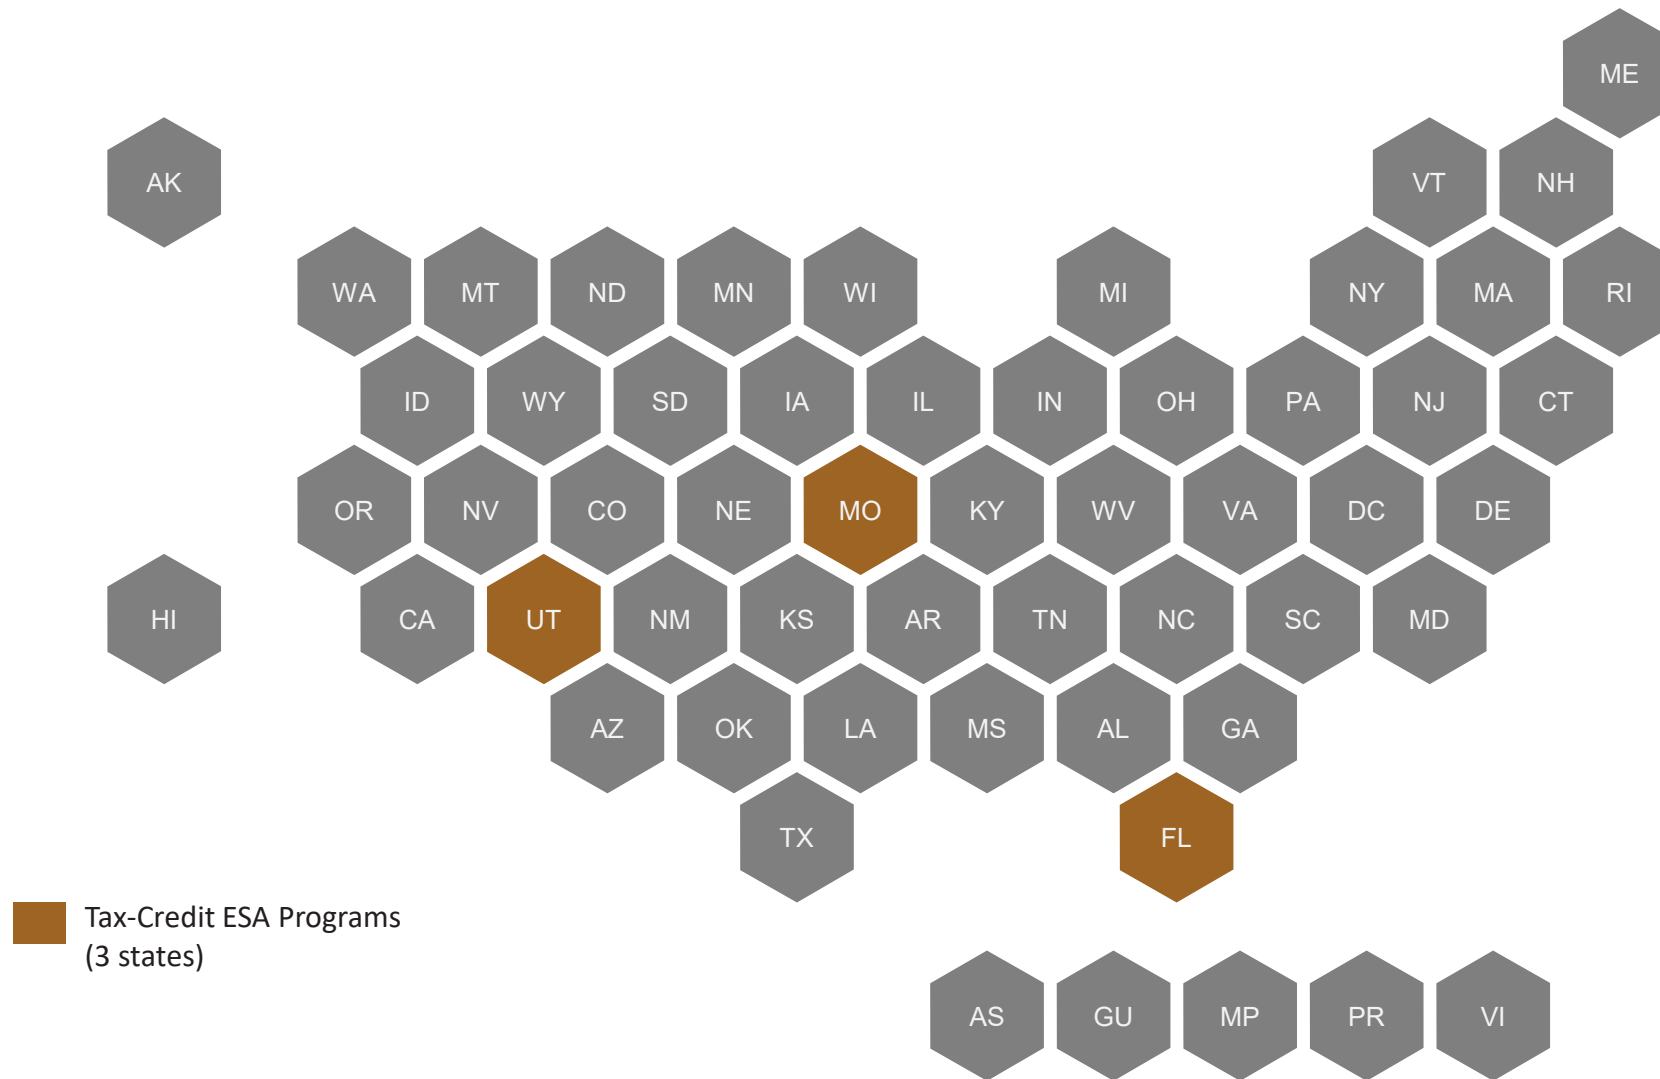 ME
AK
VT
NH
WA
MT
ND
MN
WI
MI
NY
MA
RI
ID
WY
SD
IA
IL
IN
OH
PA
NJ
CT
OR
NV
CO
NE
MO
KY
WV
VA
DC
DE
HI
CA
UT
NM
KS
AR
TN
NC
SC
MD
AZ
OK
LA
MS
AL
GA
TX
FL
Tax-Credit ESA Programs
(3 states)
AS
GU
MP
PR
VI